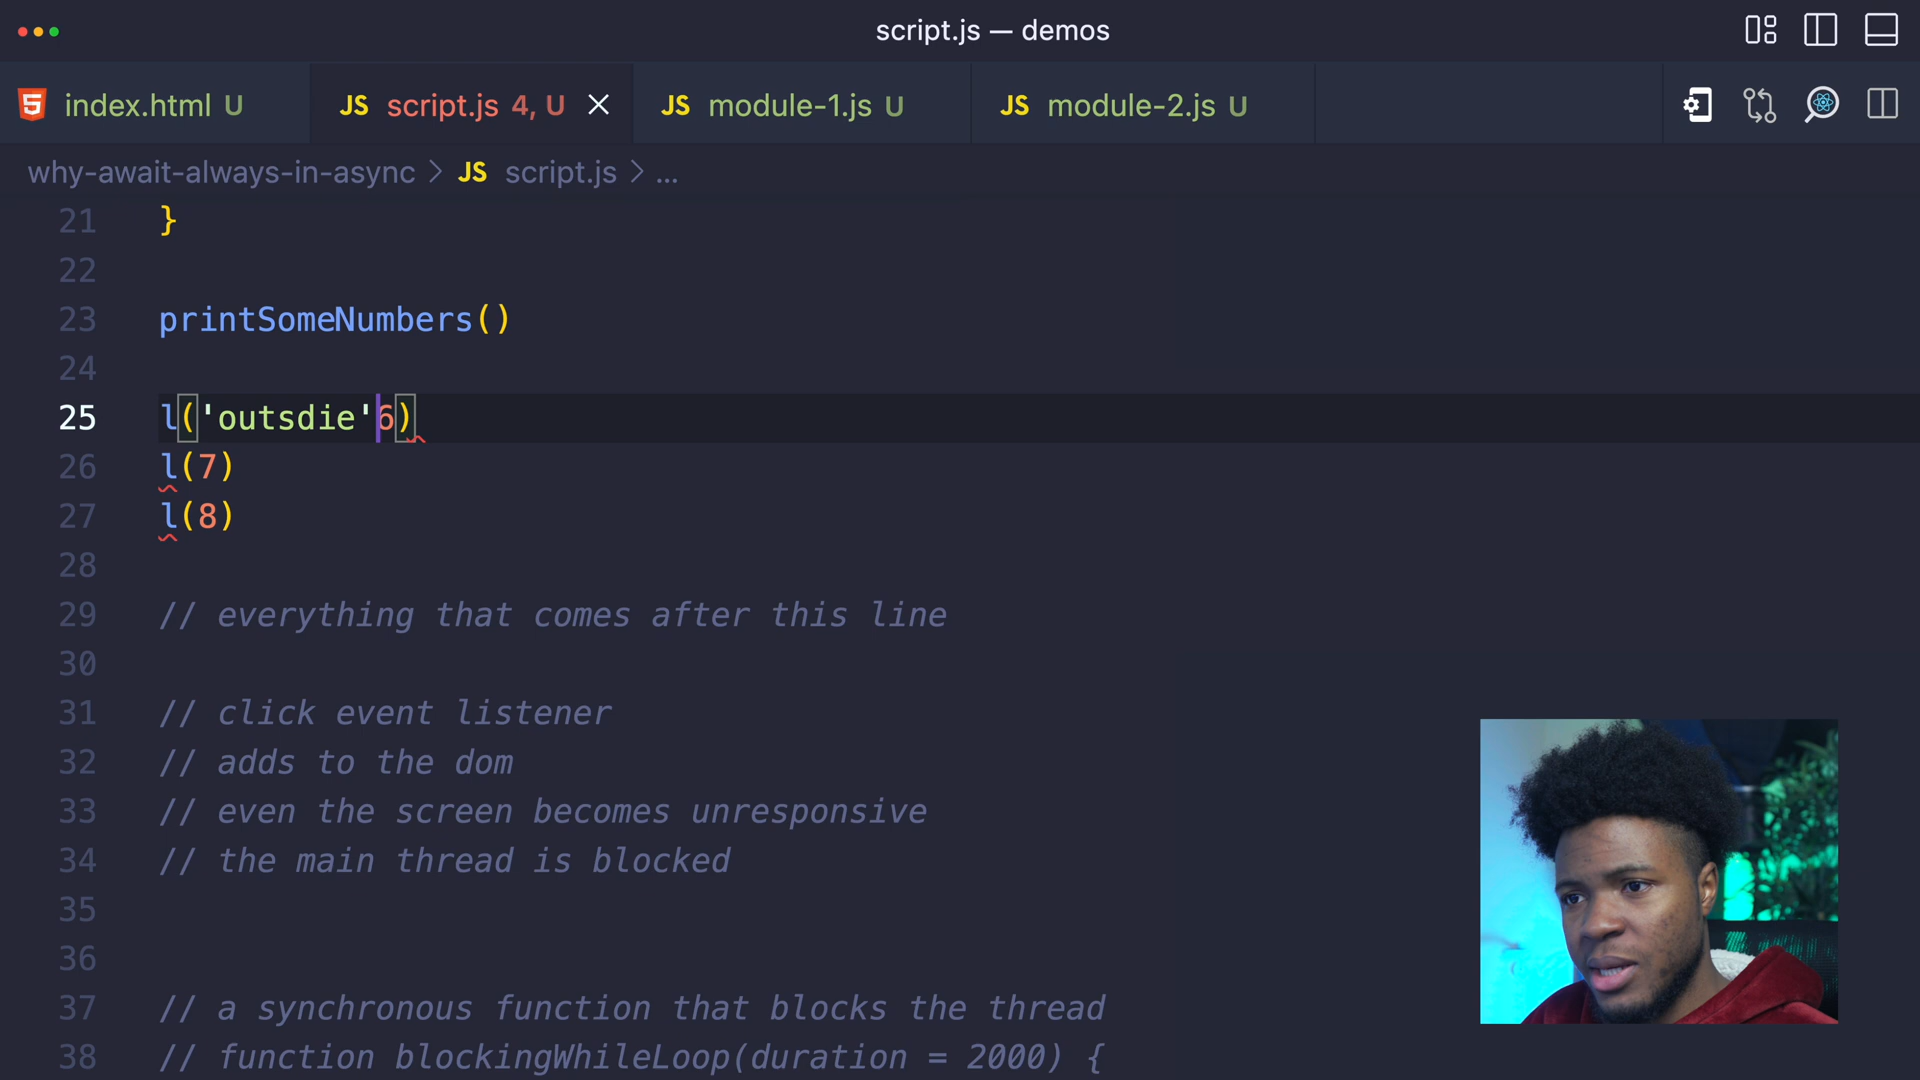 script.js — demos
index.html U
JS script.js 4, U
JS module-1.js U
JS module-2.js U
why-await-always-in-async > JS script.js > ...
21 }
22
23 printSomeNumbers()
24
25 l('outsdie'6)
26 l(7)
27 l(8)
28
29 // everything that comes after this line
30
31 // click event listener
32 // adds to the dom
33 // even the screen becomes unresponsive
34 // the main thread is blocked
35
36
37 // a synchronous function that blocks the thread
38 // function blockingWhileLoop(duration = 2000) {